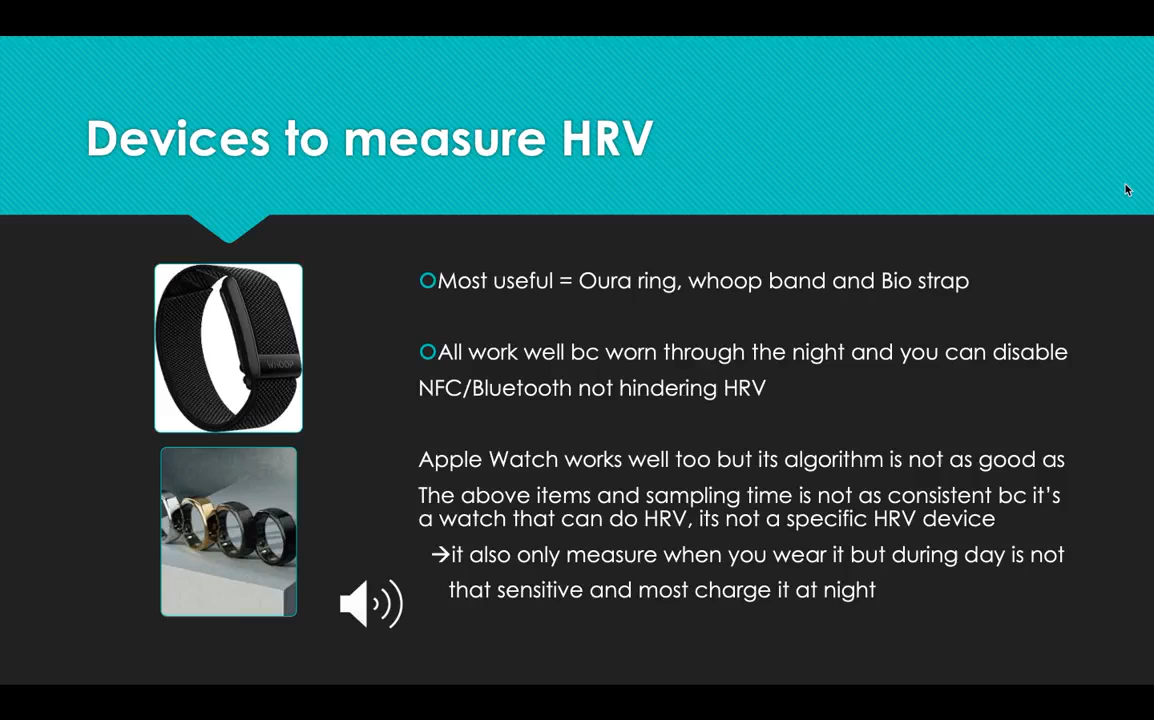 Devices to measure HRV
WHOOP
Most useful = Oura ring, whoop band and Bio strap
All work well bc worn through the night and you can disable
NFC/Bluetooth not hindering HRV
Apple Watch works well too but its algorithm is not as good as
The above items and sampling time is not as consistent bc it's
a watch that can do HRV, its not a specific HRV device
→it also only measure when you wear it but during day is not
that sensitive and most charge it at night